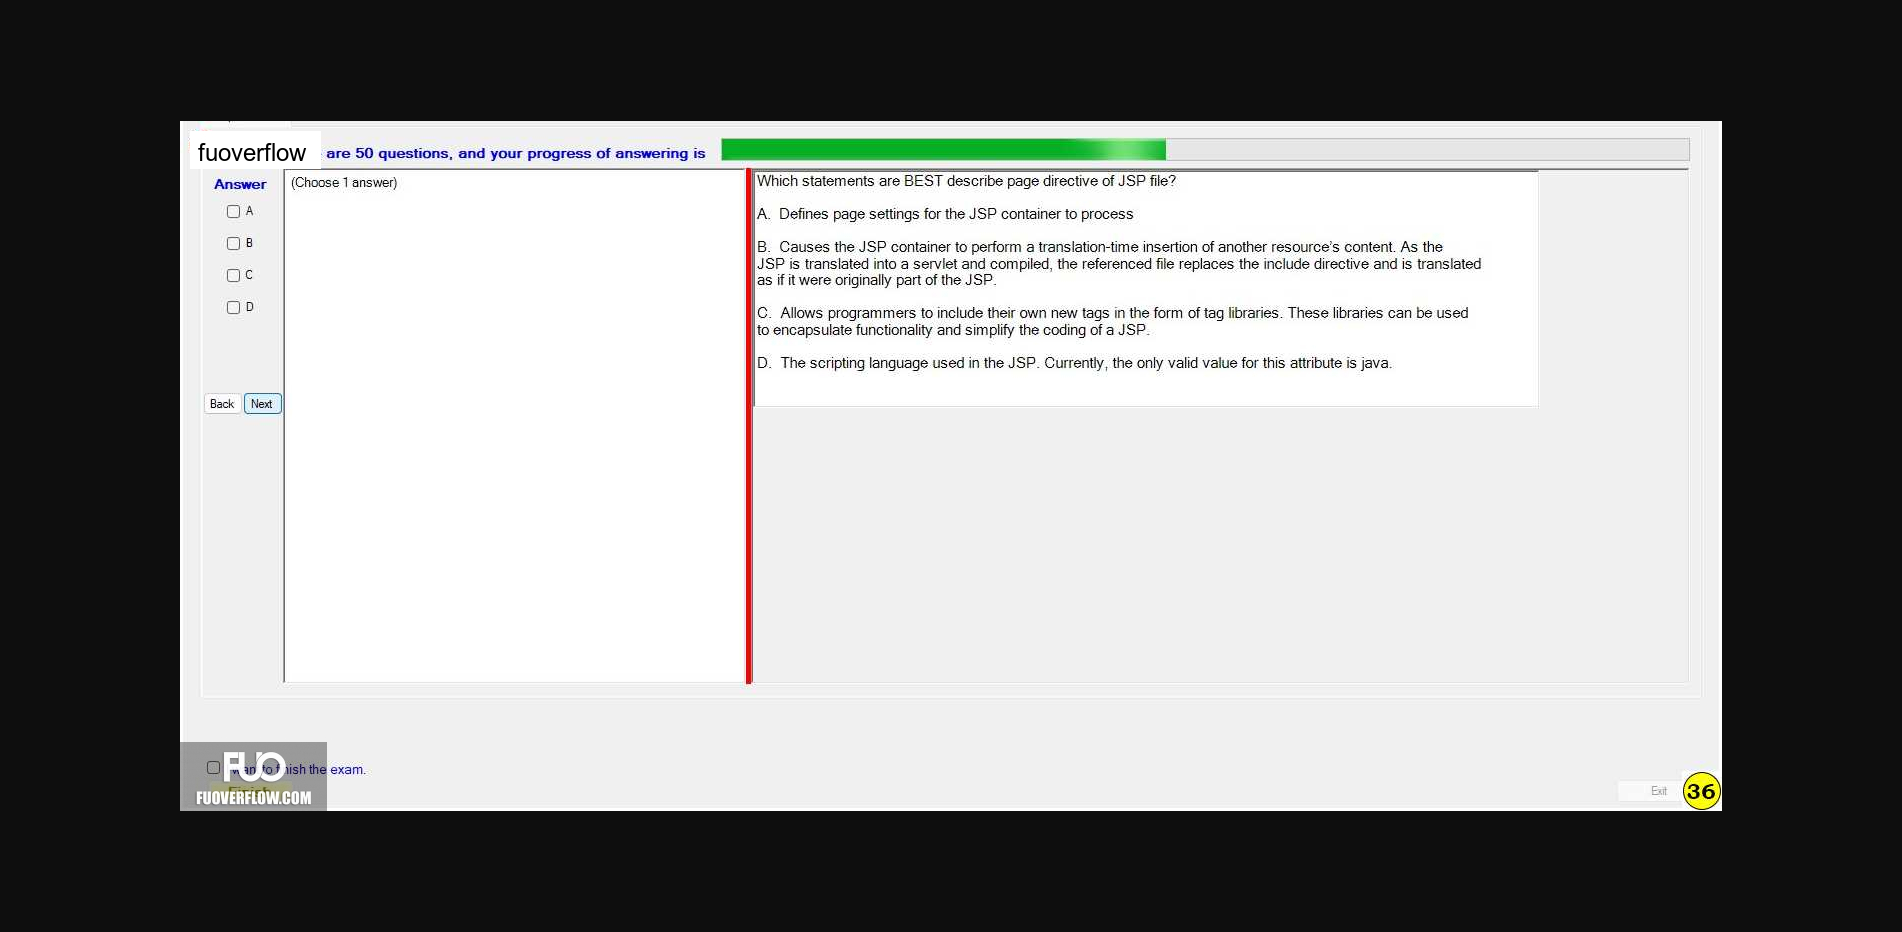 fuoverflow are 50 questions, and your progress of answering is
Answer
A
B
C
D
Back Next
(Choose 1 answer)
Which statements are BEST describe page directive of JSP file?
A. Defines page settings for the JSP container to process
B. Causes the JSP container to perform a translation-time insertion of another resource's content. As the
JSP is translated into a servlet and compiled, the referenced file replaces the include directive and is translated
as if it were originally part of the JSP.
C. Allows programmers to include their own new tags in the form of tag libraries. These libraries can be used
to encapsulate functionality and simplify the coding of a JSP.
D. The scripting language used in the JSP. Currently, the only valid value for this attribute is java.
FUO
the exam.
FUOVERFLOW.COM
Exit
36